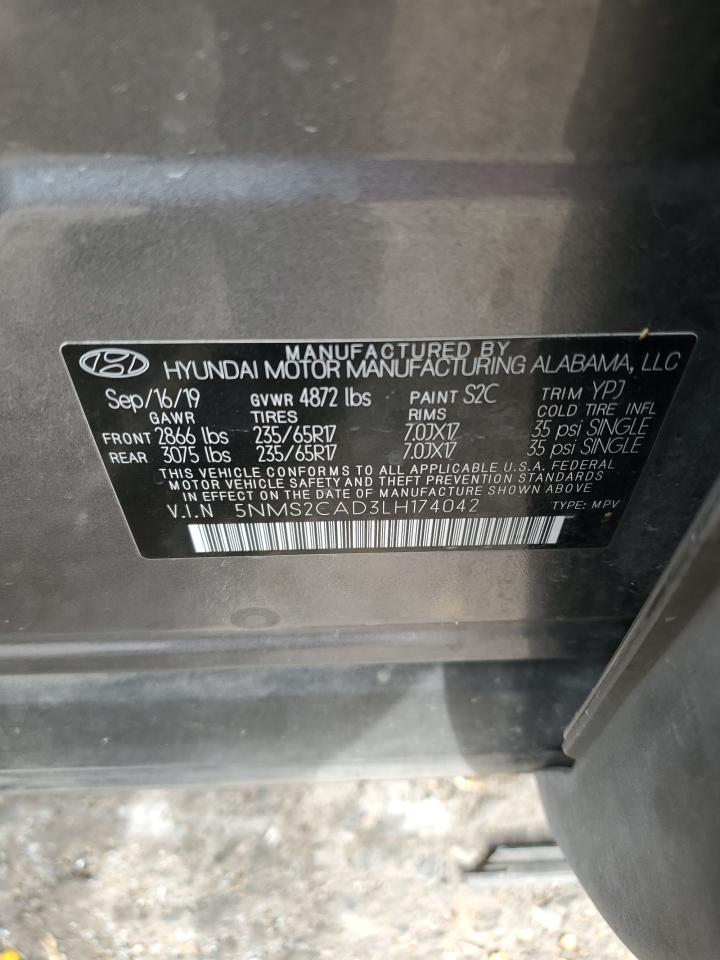 MANUFACTURED BY
HYUNDAI MOTOR MANUFACTURING ALABAMA, LLC
Sep/16/19 GVWR 4872 lbs PAINT S2C TRIM YPJ
GAWR TIRES RIMS COLD TIRE INFL
FRONT 2866 lbs 235/65R17 7.0JX17 35 psi SINGLE
REAR 3075 lbs 235/65R17 7.0JX17 35 psi SINGLE
THIS VEHICLE CONFORMS TO ALL APPLICABLE U.S.A. FEDERAL
MOTOR VEHICLE SAFETY AND THEFT PREVENTION STANDARDS
IN EFFECT ON THE DATE OF MANUFACTURE SHOWN ABOVE
V.I.N 5NMS2CAD3LH174042 TYPE: MPV